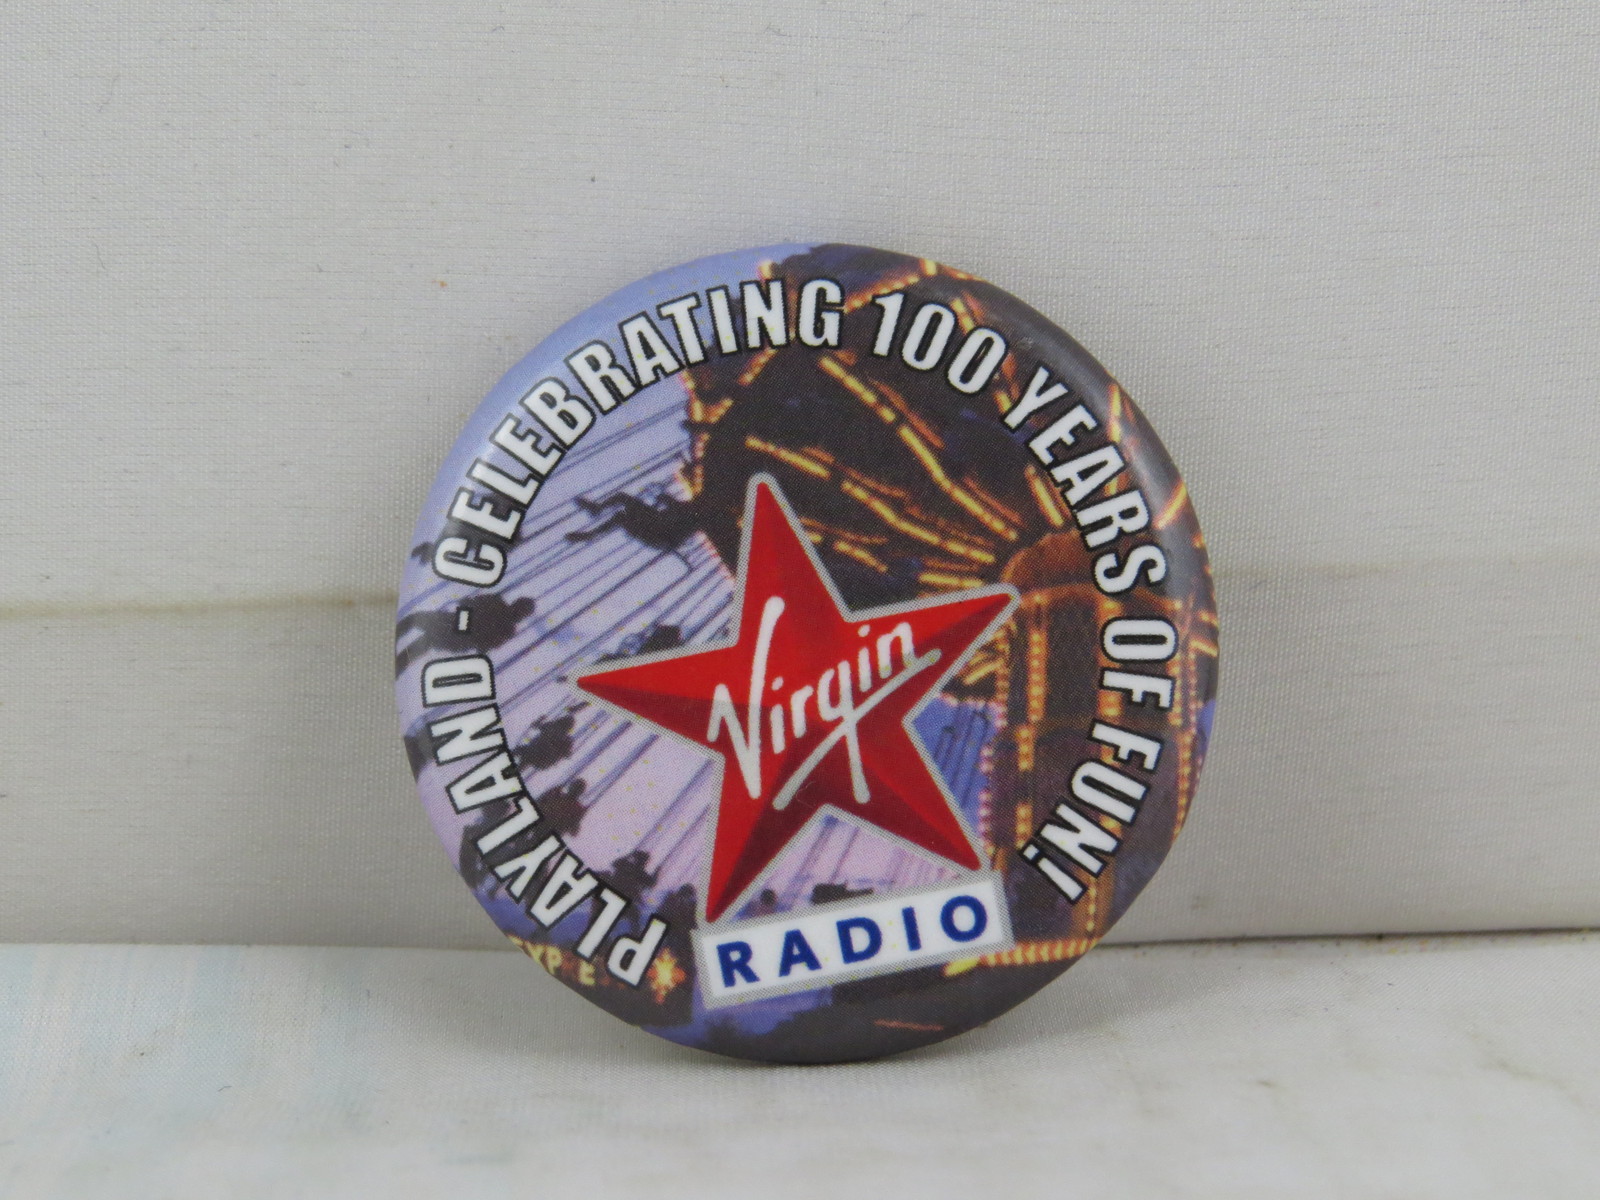 PLAYLAND - CELEBRATING 100 YEARS OF FUN!
Virgin
RADIO